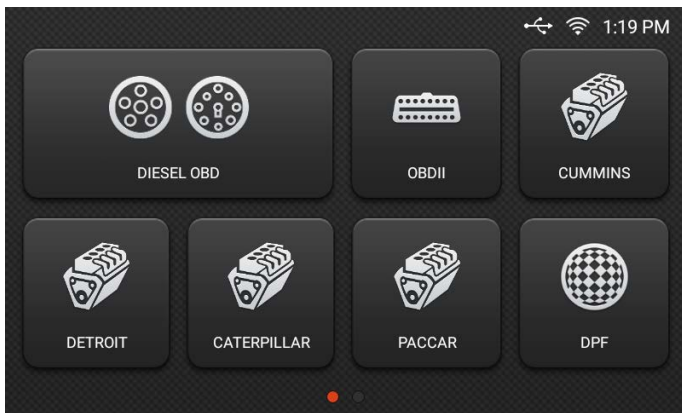 1:19 PM
DIESEL OBD
OBDII
CUMMINS
DETROIT
CATERPILLAR
PACCAR
DPF